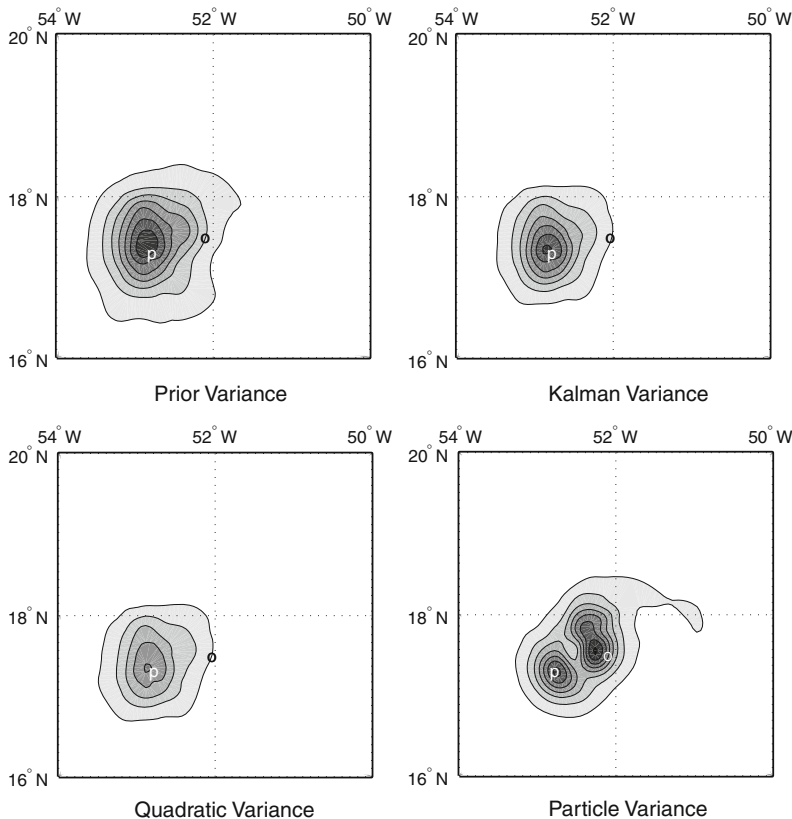 54° W 52° W 50° W 54° W 52° W 50° W
20° N 20° N
18° N 18° N
O O
p p
16° N 16° N
Prior Variance Kalman Variance
54° W 52° W 50° W 54° W 52° W 50° W
20° N 20° N
18° N 18° N
O o
p p
16° N 16° N
Quadratic Variance Particle Variance